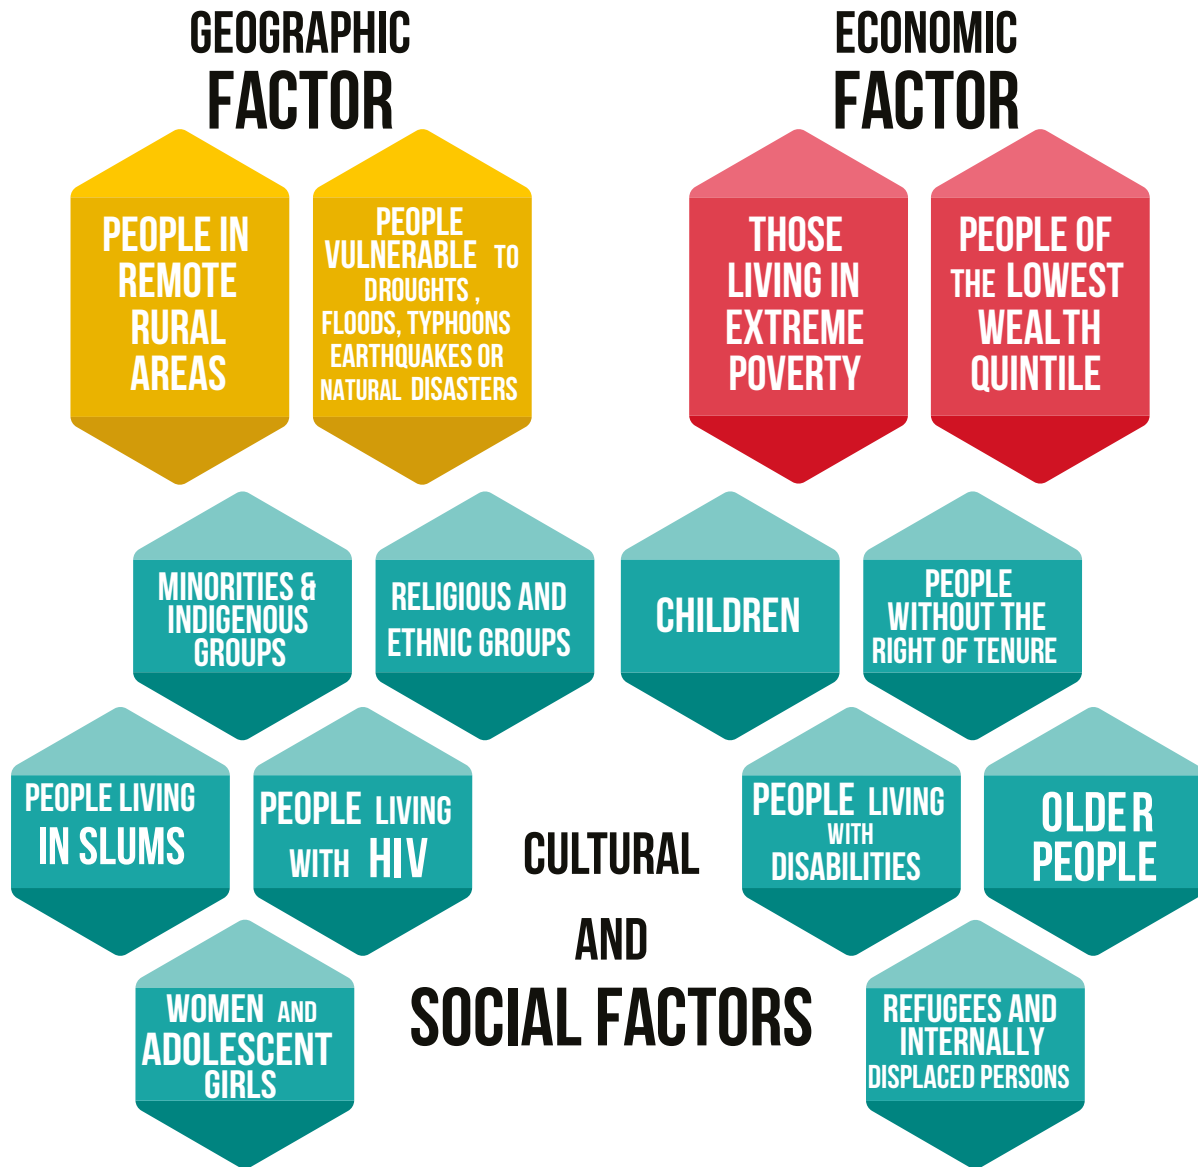 GEOGRAPHIC
FACTOR
PEOPLE IN
REMOTE
RURAL
AREAS
PEOPLE
VULNERABLE TO
DROUGHTS ,
FLOODS, TYPHOONS
EARTHQUAKES OR
NATURAL DISASTERS
ECONOMIC
FACTOR
THOSE
LIVING IN
EXTREME
POVERTY
PEOPLE OF
THE LOWEST
WEALTH
QUINTILE
MINORITIES &
INDIGENOUS
GROUPS
RELIGIOUS AND
ETHNIC GROUPS
CHILDREN
PEOPLE
WITHOUT THE
RIGHT OF TENURE
PEOPLE LIVING
IN SLUMS
PEOPLE LIVING
WITH HIV
CULTURAL
AND
SOCIAL FACTORS
PEOPLE LIVING
WITH
DISABILITIES
OLDER
PEOPLE
WOMEN AND
ADOLESCENT
GIRLS
REFUGEES AND
INTERNALLY
DISPLACED PERSONS